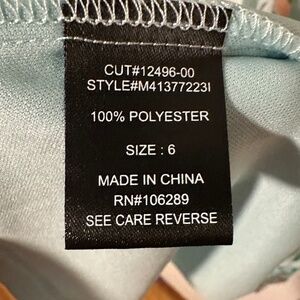 CUT#12496-00
STYLE#M41377223I
100% POLYESTER
SIZE : 6
MADE IN CHINA
RN#106289
SEE CARE REVERSE